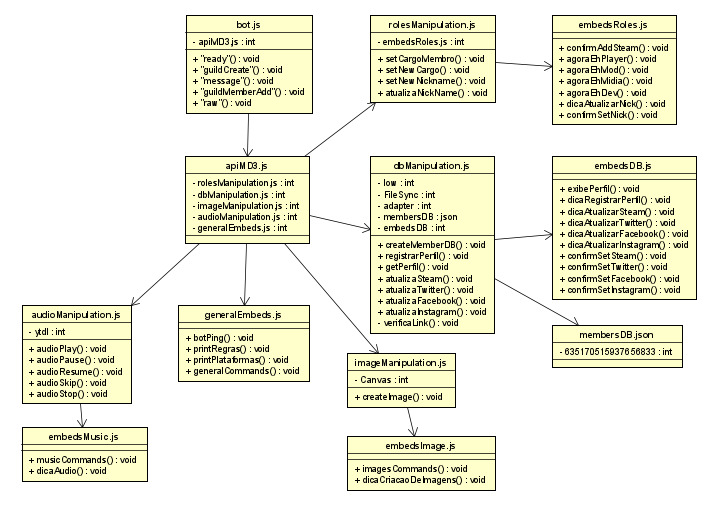 bot.js
- apiMD3.js : int
+ "ready"() : void
+ "guildCreate"() : void
+ "message"() : void
+ "guildMemberAdd"() : void
+ "raw"() : void
rolesManipulation.js
- embedsRoles.js : int
+ setCargoMembro() : void
+ setNewCargo() : void
+ setNewNickname() : void
+ atualizaNickName() : void
embedsRoles.js
+ confirmAddSteam() : void
+ agoraEhPlayer() : void
+ agoraEhMod() : void
+ agoraEhMidia() : void
+ agoraEhDev() : void
+ dicaAtualizarNick() : void
+ confirmSetNick() : void
apiMD3.js
- rolesManipulation.js : int
- dbManipulation.js : int
- imageManipulation.js : int
- audioManipulation.js : int
- generalEmbeds.js : int
dbManipulation.js
- low : int
- FileSync : int
- adapter : int
- membersDB : json
- embedsDB : int
+ createMemberDB() : void
+ registrarPerfil() : void
+ getPerfil() : void
+ atualizaSteam() : void
+ atualizaTwitter() : void
+ atualizaFacebook() : void
+ atualizaInstagram() : void
- verificaLink() : void
embedsDB.js
+ exibePerfil() : void
+ dicaRegistrarPerfil() : void
+ dicaAtualizarSteam() : void
+ dicaAtualizarTwitter() : void
+ dicaAtualizarFacebook() : void
+ dicaAtualizarInstagram() : void
+ confirmSetSteam() : void
+ confirmSetTwitter() : void
+ confirmSetFacebook() : void
+ confirmSetInstagram() : void
audioManipulation.js
- ytdl : int
+ audioPlay() : void
+ audioPause() : void
+ audioResume() : void
+ audioSkip() : void
+ audioStop() : void
generalEmbeds.js
+ botPing() : void
+ printRegras() : void
+ printPlataformas() : void
+ generalCommands() : void
imageManipulation.js
- Canvas : int
+ createImage() : void
membersDB.json
- 635170515937656833 : int
embedsMusic.js
+ musicCommands() : void
+ dicaAudio() : void
embedsImage.js
+ imagesCommands() : void
+ dicaCriacaoDeImagens() : void